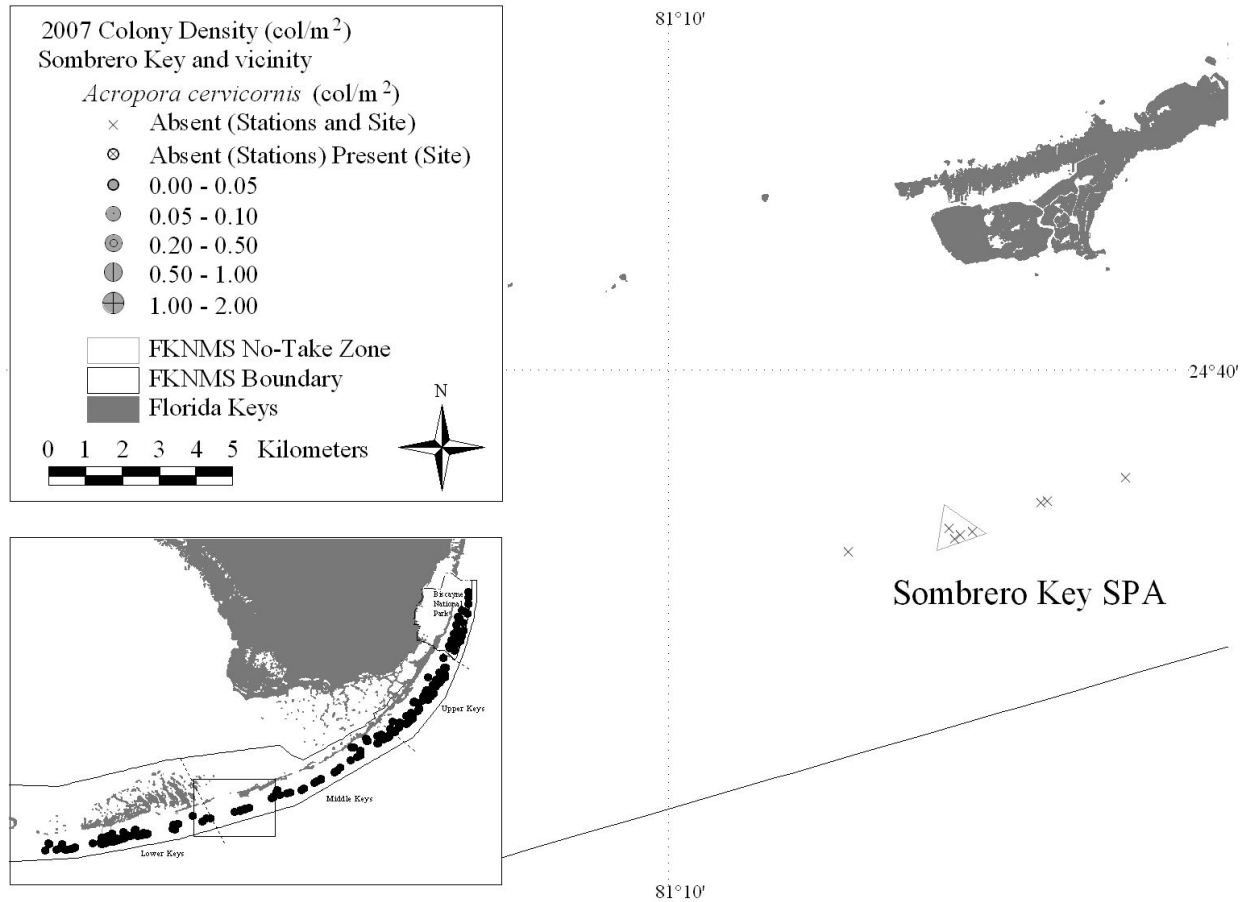 2007 Colony Density (col/m²)
Sombrero Key and vicinity
Acropora cervicornis (col/m²)
Absent (Stations and Site)
Absent (Stations) Present (Site)
0.00 - 0.05
0.05 - 0.10
0.20 - 0.50
0.50 - 1.00
1.00 - 2.00
FKNMS No-Take Zone
FKNMS Boundary
Florida Keys
N
0 1 2 3 4 5 Kilometers
81°10'
24°40'
Sombrero Key SPA
81°10'
Biscayne
National
Park
Upper Keys
Middle Keys
Lower Keys